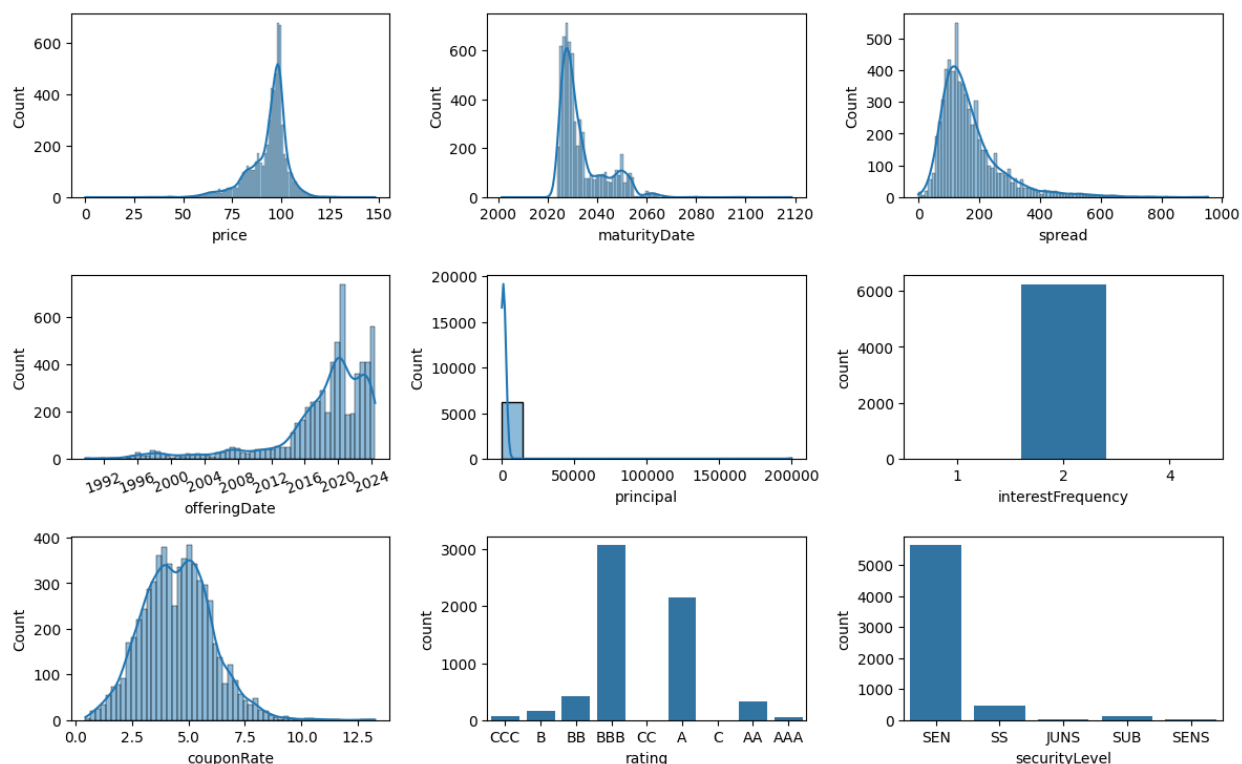 Count
600
400
200
0
0
25
50
75
100
125
150
price
Count
600
400
200
0
2000
2020
2040
2060
2080
2100
2120
maturityDate
Count
500
400
300
200
100
0
0
200
400
600
800
1000
spread
Count
600
400
200
0
1992
1996
2000
2004
2008
2012
2016
2020
2024
offeringDate
Count
20000
15000
10000
5000
0
0
50000
100000
150000
200000
principal
count
6000
4000
2000
0
1
2
4
interestFrequency
Count
400
300
200
100
0
0.0
2.5
5.0
7.5
10.0
12.5
couponRate
count
3000
2000
1000
0
CCC
B
BB
BBB
CC
A
C
AA
AAA
rating
count
5000
4000
3000
2000
1000
0
SEN
SS
JUNS
SUB
SENS
securityLevel